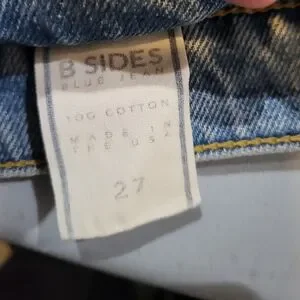 B SIDES
BLUE JEAN
100 COTTON
MADE IN
THE USA
27